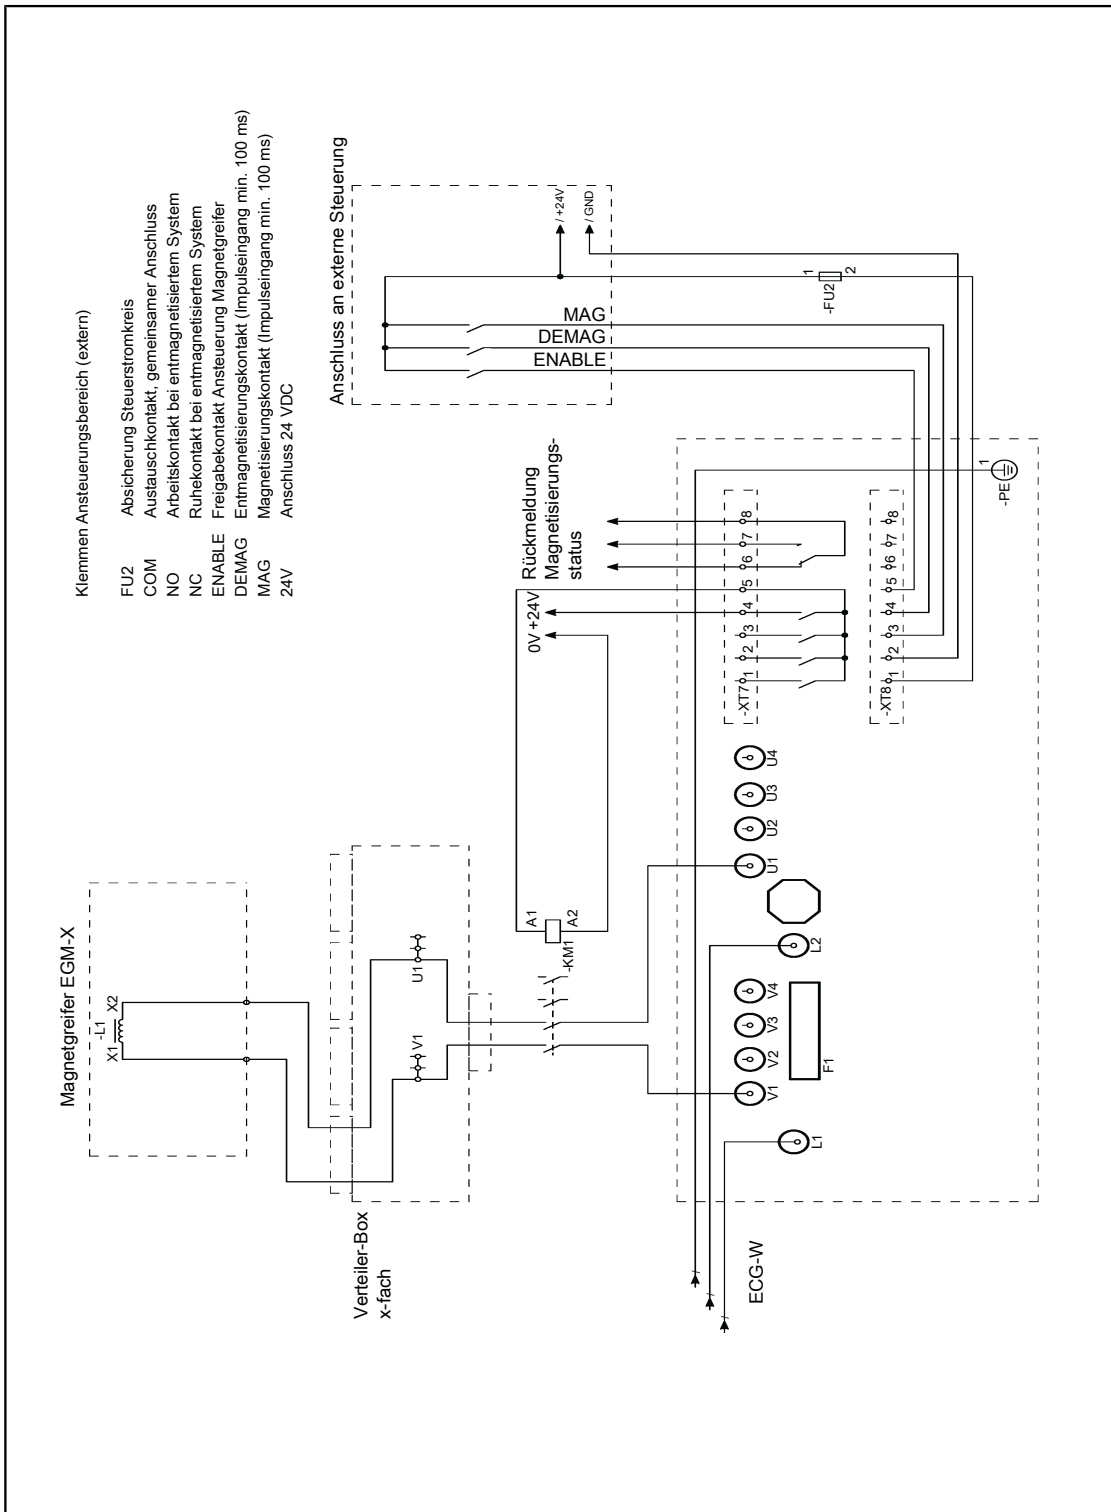 Klemmen Ansteuerungsbereich (extern)
FU2 Absicherung Steuerstromkreis
COM Austauschkontakt, gemeinsamer Anschluss
NO Arbeitskontakt bei entmagnetisiertem System
NC Ruhekontakt bei entmagnetisiertem System
ENABLE Freigabekontakt Ansteuerung Magnetgreifer
DEMAG Entmagnetisierungskontakt (Impulseingang min. 100 ms)
MAG Magnetisierungskontakt (Impulseingang min. 100 ms)
24V Anschluss 24 VDC
Magnetgreifer EGM-X
-L1
X1 X2
Verteiler-Box
x-fach
V1 U1
-KM1
A1
A2
0V +24V
Rückmeldung
Magnetisierungs-
status
Anschluss an externe Steuerung
/ +24V
/ GND
MAG
DEMAG
ENABLE
-FU2
1
2
ECG-W
L1
V1 V2 V3 V4
F1
L2
U1 U2 U3 U4
-XT7
1 2 3 4 5 6 7 8
-XT8
1 2 3 4 5 6 7 8
-PE
1